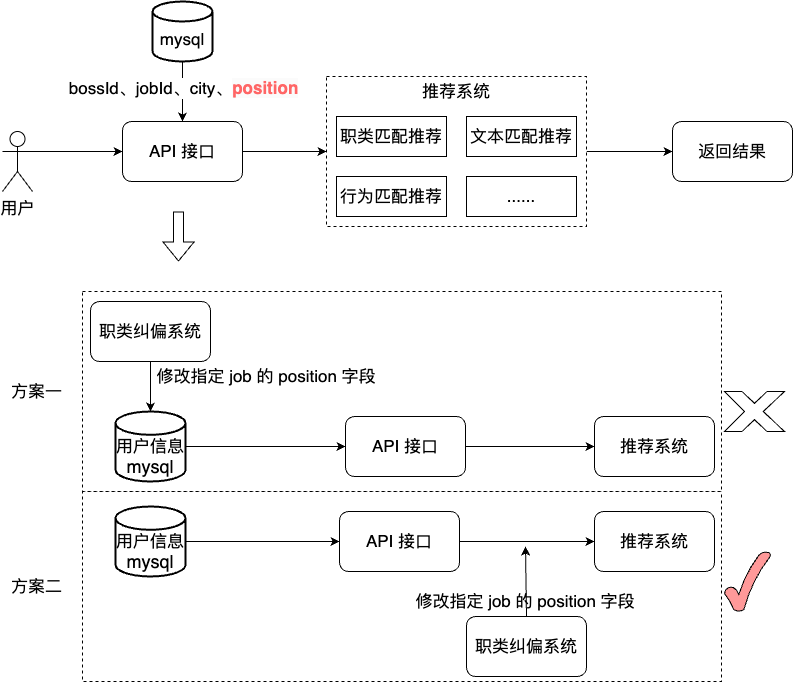 mysql
bossId、jobId、city、position
推荐系统
API 接口
职类匹配推荐
文本匹配推荐
返回结果
行为匹配推荐
......
用户
职类纠偏系统
修改指定 job 的 position 字段
方案一
用户信息
mysql
API 接口
推荐系统
用户信息
mysql
API 接口
推荐系统
方案二
修改指定 job 的 position 字段
职类纠偏系统